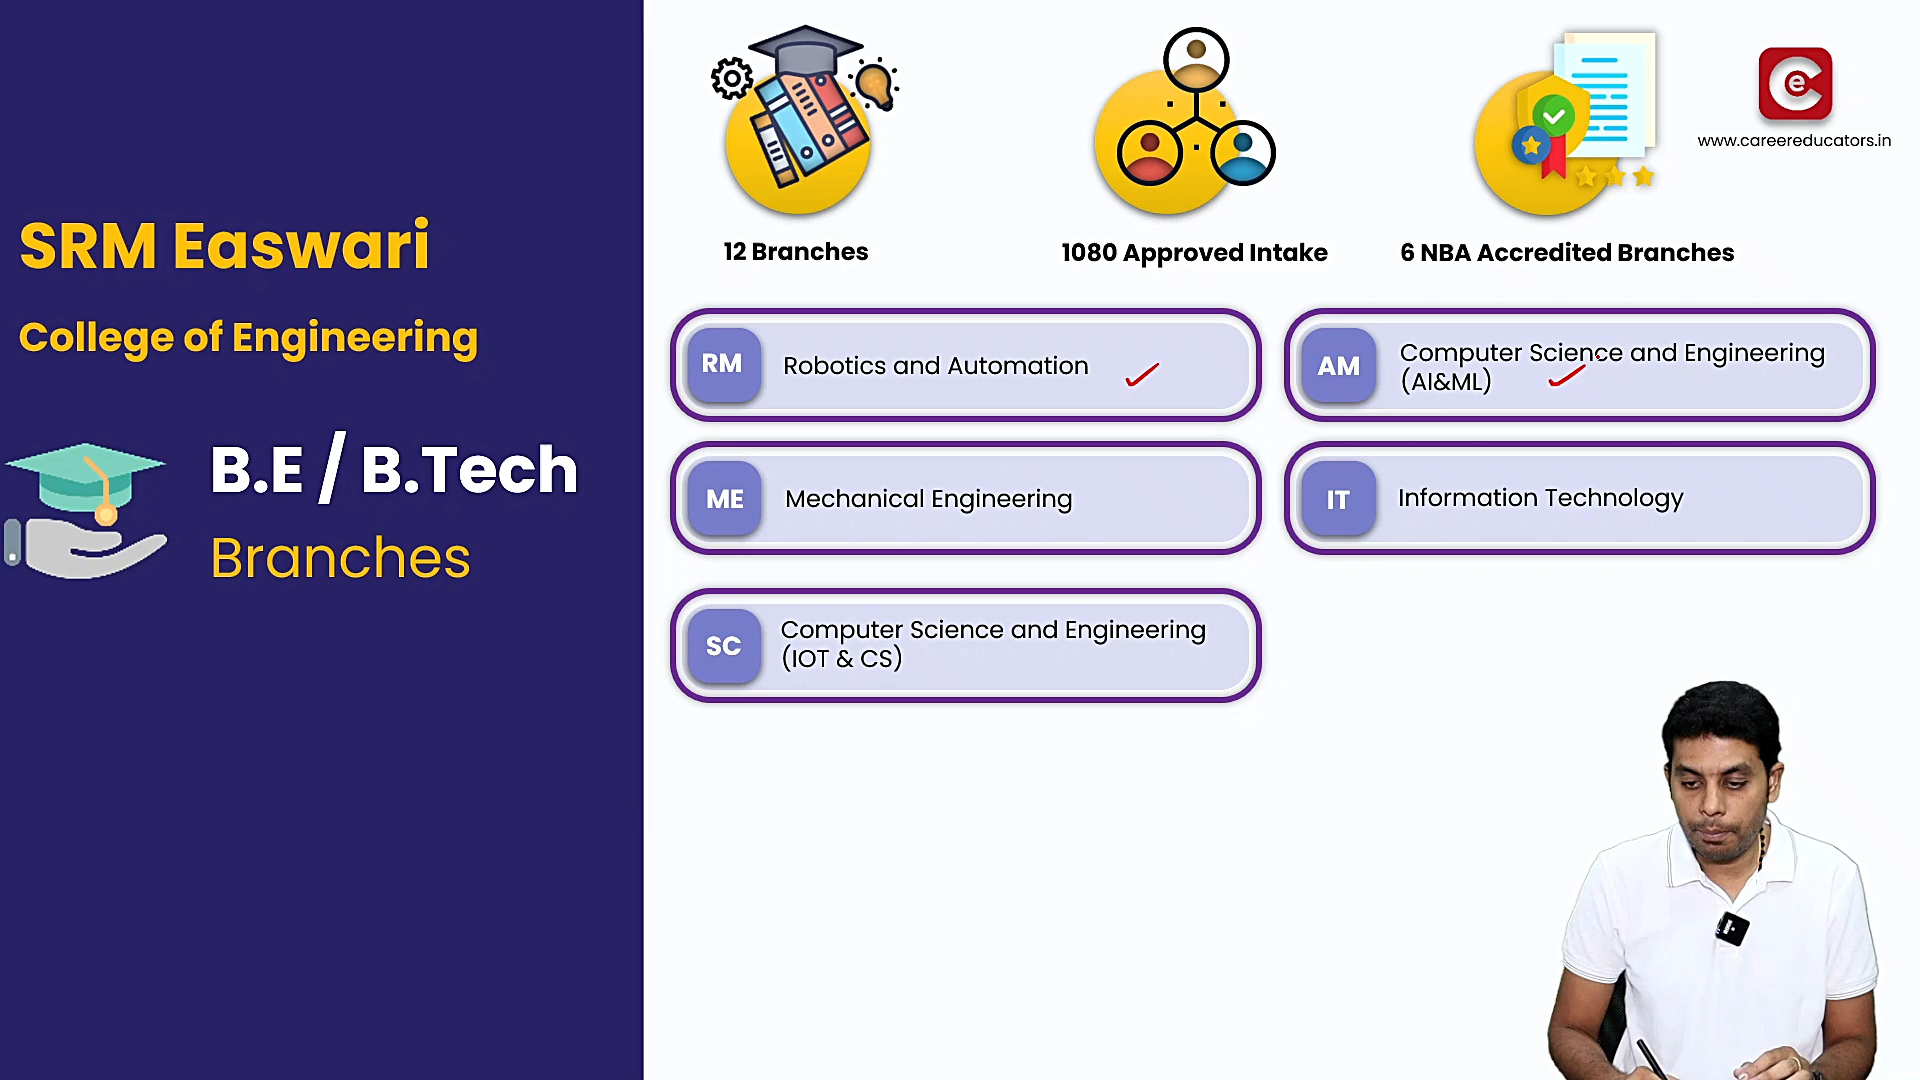 SRM Easwari
College of Engineering
B.E / B.Tech
Branches
12 Branches
1080 Approved Intake
6 NBA Accredited Branches
www.careereducators.in
RM
Robotics and Automation
AM
Computer Science and Engineering
(AI&ML)
ME
Mechanical Engineering
IT
Information Technology
SC
Computer Science and Engineering
(IOT & CS)